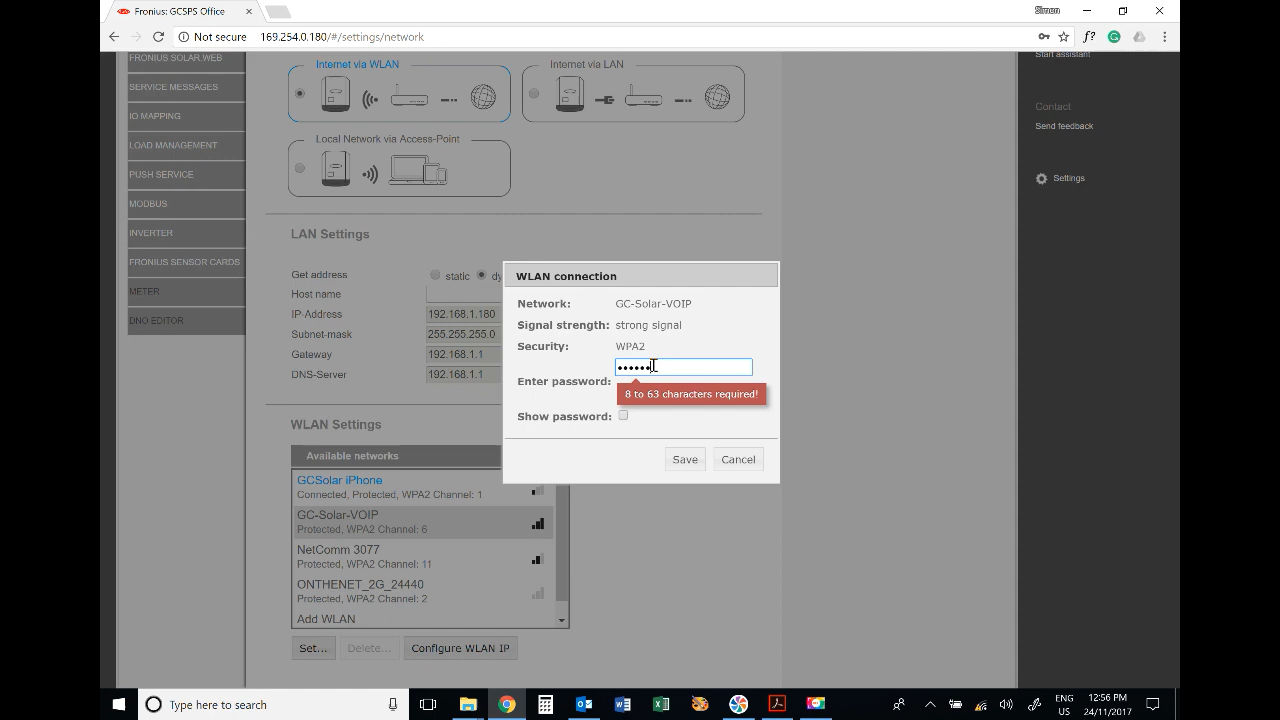 Fronius: GCSPS Office
Simon
Not secure
169.254.0.180/#/settings/network
f?
FRONIUS SOLAR.WEB
SERVICE MESSAGES
IO MAPPING
LOAD MANAGEMENT
PUSH SERVICE
MODBUS
INVERTER
FRONIUS SENSOR CARDS
METER
DNO EDITOR
Internet via WLAN
Internet via LAN
Local Network via Access-Point
Start assistant
Contact
Send feedback
Settings
LAN Settings
Get address
static
dy
Host name
IP-Address
192.168.1.180
Subnet-mask
255.255.255.0
Gateway
192.168.1.1
DNS-Server
192.168.1.1
WLAN connection
Network: GC-Solar-VOIP
Signal strength: strong signal
Security: WPA2
Enter password:
8 to 63 characters required!
Show password:
Save
Cancel
WLAN Settings
Available networks
GCSolar iPhone
Connected, Protected, WPA2 Channel: 1
GC-Solar-VOIP
Protected, WPA2 Channel: 6
NetComm 3077
Protected, WPA2 Channel: 11
ONTHENET_2G_24440
Protected, WPA2 Channel: 2
Add WLAN
Set...
Delete...
Configure WLAN IP
Type here to search
ENG
US
12:56 PM
24/11/2017